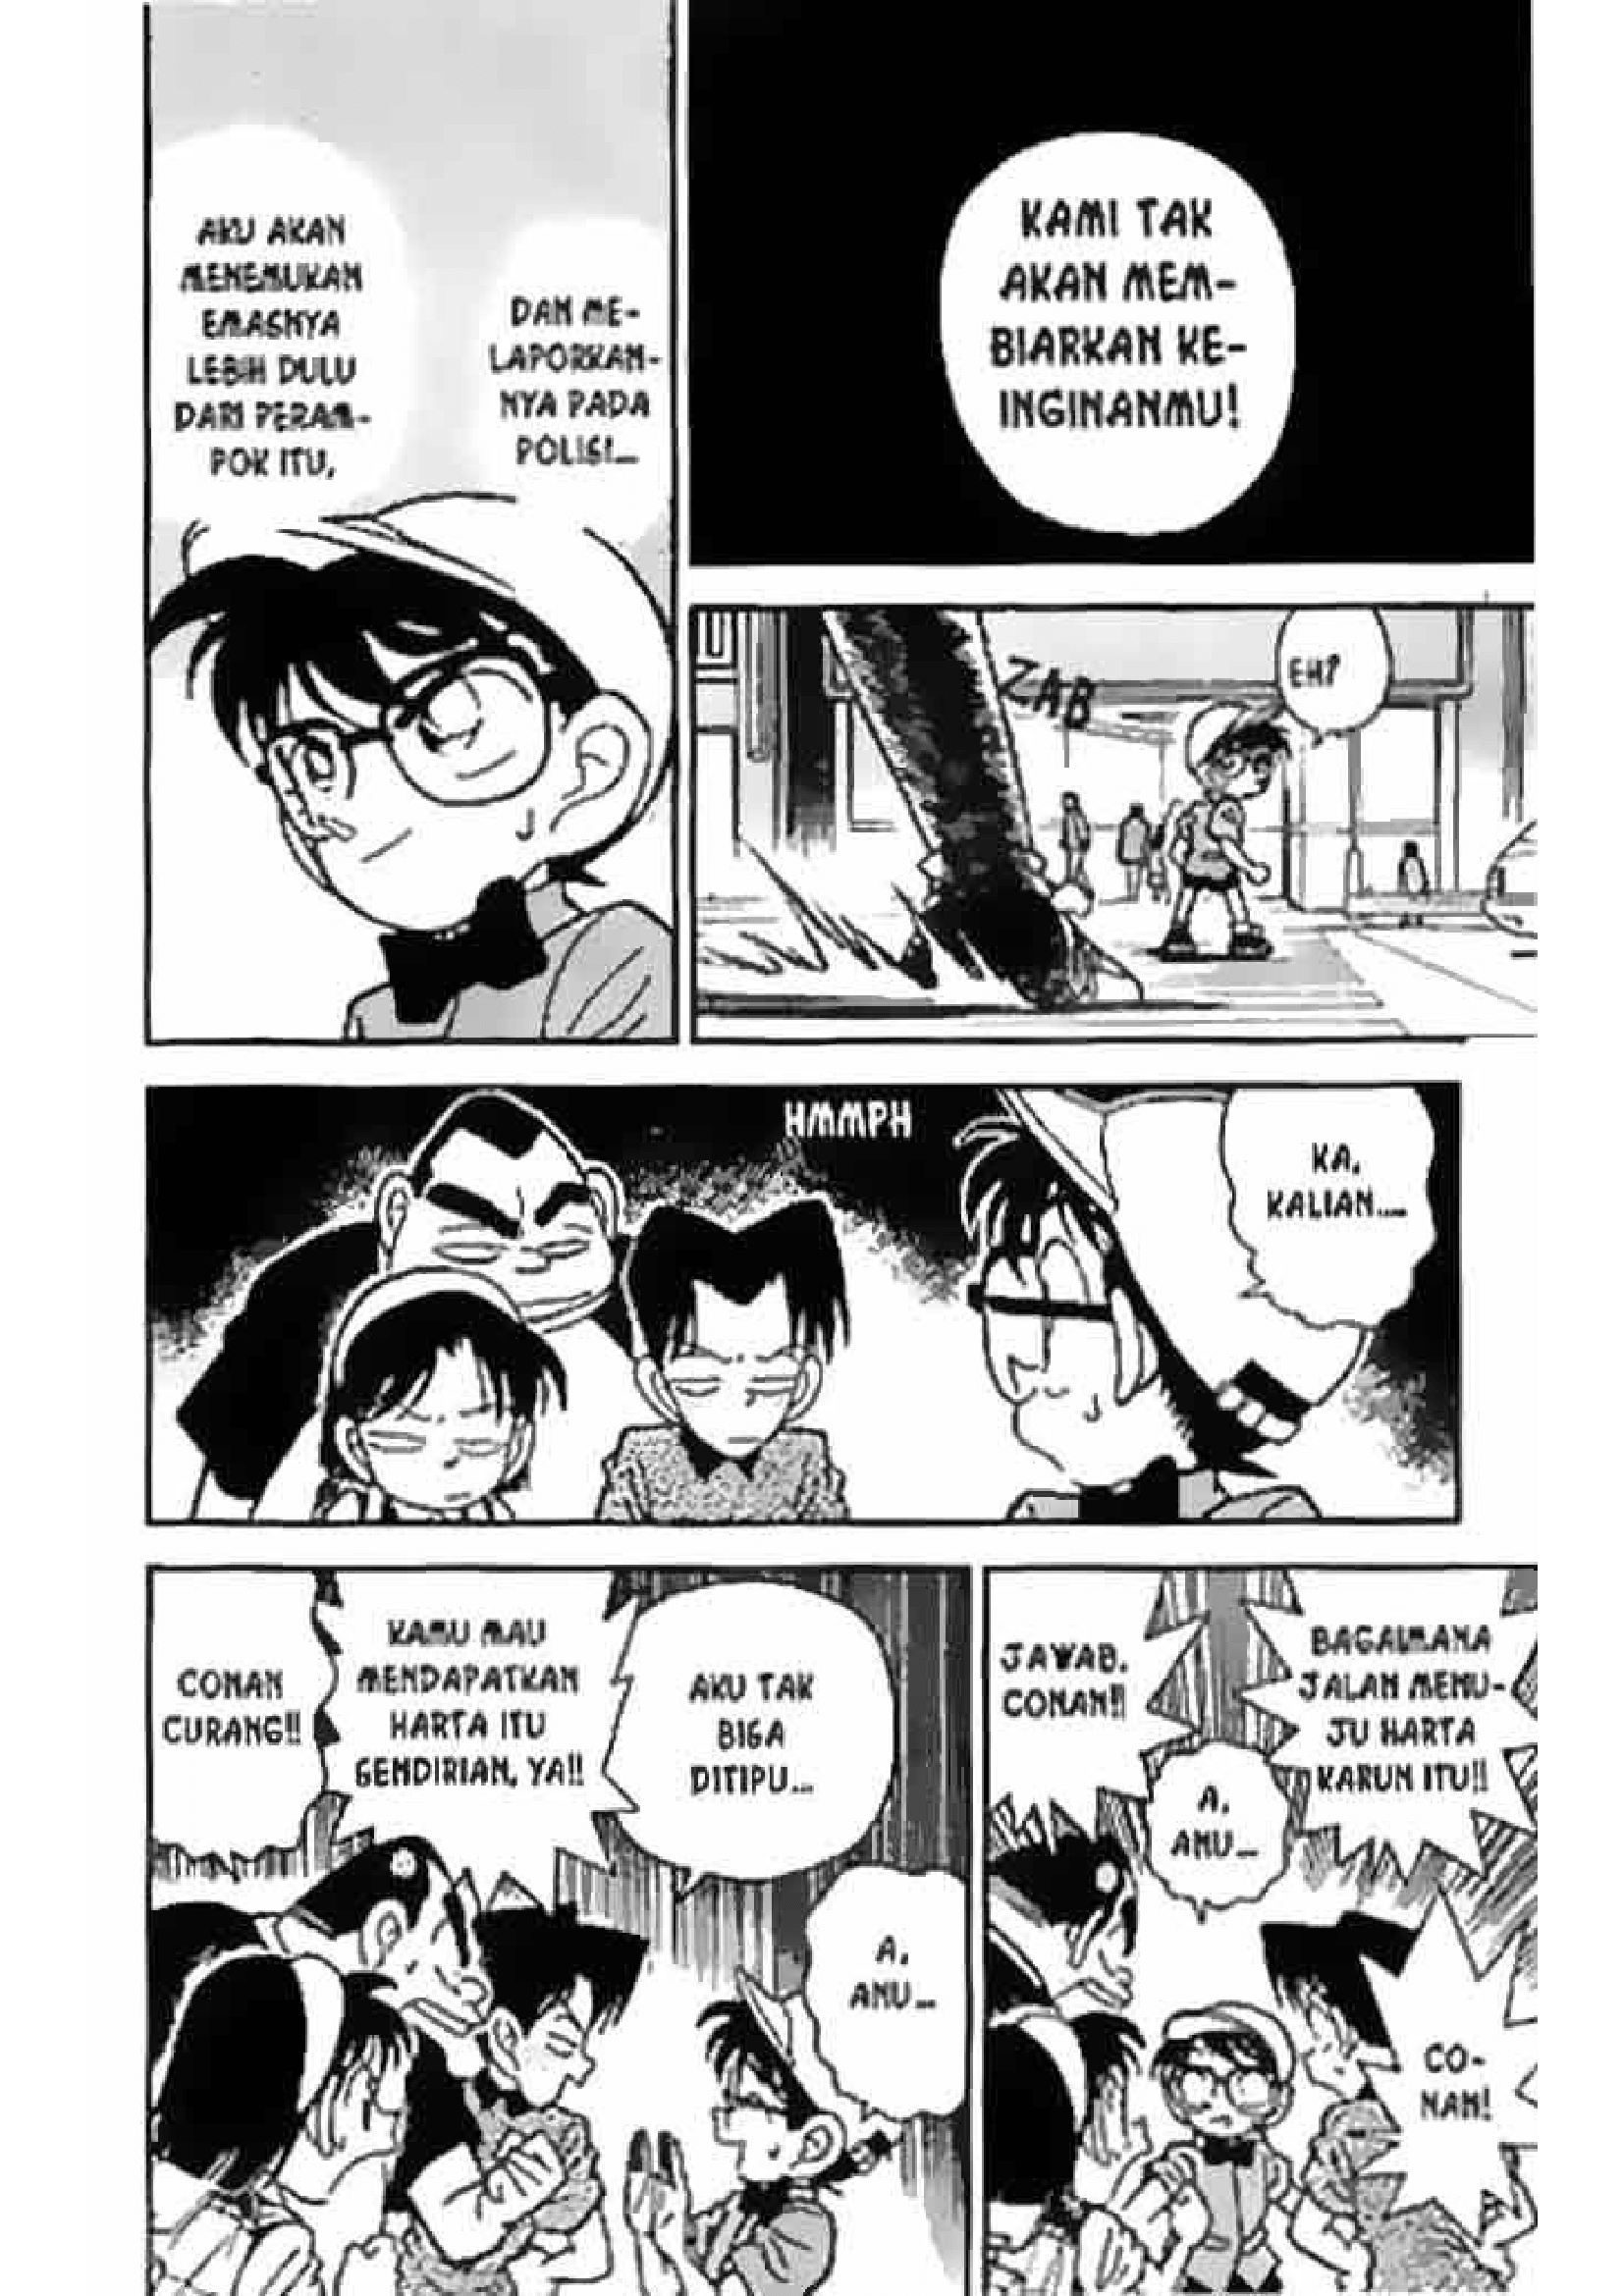 AKU AKAN
MENEMUKAN
EMASNYA
LEBIH DULU
DARI PERAM-
POK ITU,
DAN ME-
LAPORKAN-
NYA PADA
POLISI...
KAMI TAK
AKAN MEM-
BIARKAN KE-
INGINANMU!
ZAB
EH?
HMMPH
KA,
KALIAN....
CONAN
CURANG!!
KAMU MAU
MENDAPATKAN
HARTA ITU
SENDIRIAN, YA!!
AKU TAK
BISA
DITIPU...
A,
ANU...
JAWAB,
CONAN!!
BAGAIMANA
JALAN MENU-
JU HARTA
KARUN ITU!!
A,
ANU...
CO-
NAN!